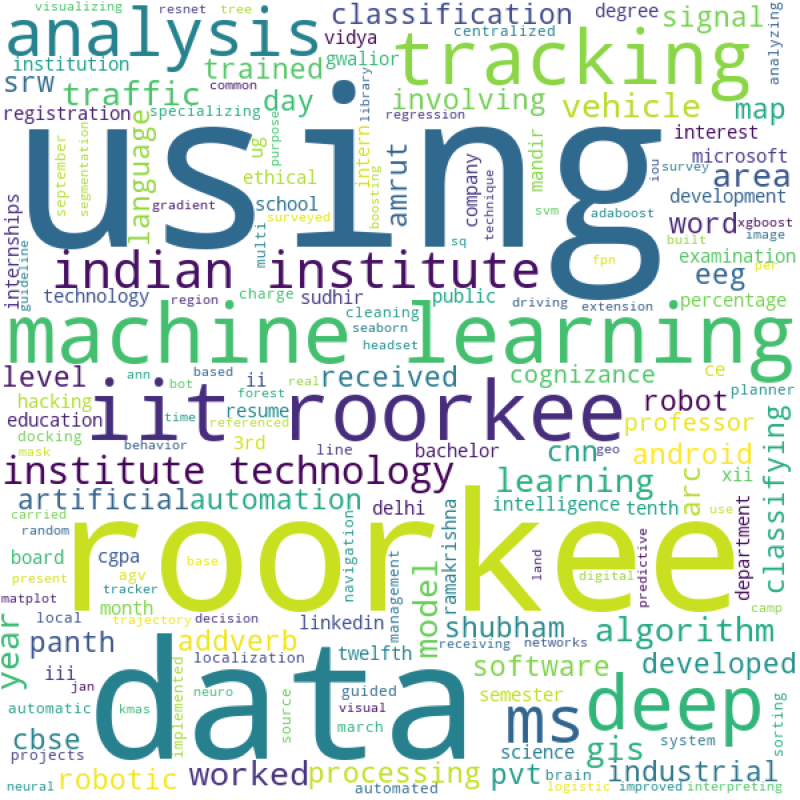 visualizing resnet tree
analysis
vidya classification degree signal
centralized
analyzing
institution trained gwalior
tracking
srw common
traffic day involving vehicle map
registration specializing
library
regression
interest
september segmentation language ug purpose
intern boosting
mandir
iou
survey
microsoft
ethical amrut
company technique
area
development
gradient school
svm adaboost
using
word xgboost
surveyed
built image
internships guideline
multi
sq
fpn
per
examination
indian institute
eeg
technology region charge sudhir public
driving extension percentage
cleaning
seaborn
machine learning
headset
level ann bot based ii real received cognizance ce
hacking forest resume
iit roorkee
robot planner
education time referenced
professor
docking 3rd
mask behavior
line bachelor cnn geo android
institute technology
learning arc xii classifying
artificial automation delhi intelligence tenth
carried
random
navigation
ramakrishna
department
use
roorkee
board cgpa
present agv base
land
digital
predictive
camp
matplot month tracker
year
local trajectory decision linkedin
management
model
receiving networks
panth addverb shubham algorithm
iii localization twelfth software developed
jan
data
automatic kmas implemented neuro source guided visual
semester
deep
march
ms
sorting
cbse science gis system
projects
pvt brain
robotic worked processing industrial
neural automated logistic improved interpreting